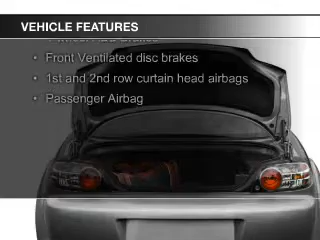 VEHICLE FEATURES
• Front Ventilated disc brakes
• 1st and 2nd row curtain head airbags
• Passenger Airbag